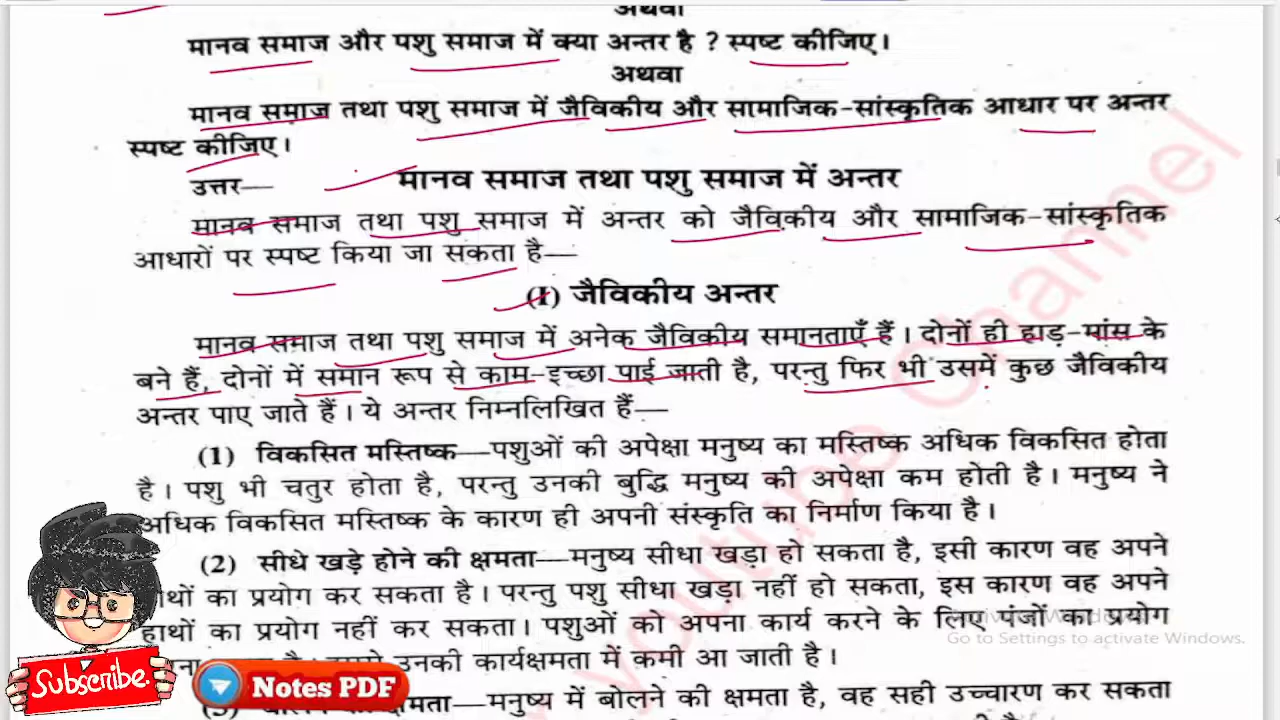 अथवा
मानव समाज और पशु समाज में क्या अन्तर है ? स्पष्ट कीजिए।
अथवा
मानव समाज तथा पशु समाज में जैविकीय और सामाजिक-सांस्कृतिक आधार पर अन्तर
स्पष्ट कीजिए।
उत्तर— मानव समाज तथा पशु समाज में अन्तर
मानव समाज तथा पशु समाज में अन्तर को जैविकीय और सामाजिक-सांस्कृतिक
आधारों पर स्पष्ट किया जा सकता है—
(I) जैविकीय अन्तर
मानव समाज तथा पशु समाज में अनेक जैविकीय समानताएँ हैं। दोनों ही हाड़-मांस के
बने हैं, दोनों में समान रूप से काम-इच्छा पाई जाती है, परन्तु फिर भी उसमें कुछ जैविकीय
अन्तर पाए जाते हैं। ये अन्तर निम्नलिखित हैं—
(1) विकसित मस्तिष्क—पशुओं की अपेक्षा मनुष्य का मस्तिष्क अधिक विकसित होता
है। पशु भी चतुर होता है, परन्तु उनकी बुद्धि मनुष्य की अपेक्षा कम होती है। मनुष्य ने
अधिक विकसित मस्तिष्क के कारण ही अपनी संस्कृति का निर्माण किया है।
(2) सीधे खड़े होने की क्षमता—मनुष्य सीधा खड़ा हो सकता है, इसी कारण वह अपने
का प्रयोग कर सकता है। परन्तु पशु सीधा खड़ा नहीं हो सकता, इस कारण वह अपने
हाथों का प्रयोग नहीं कर सकता। पशुओं को अपना कार्य करने के लिए पंजों का प्रयोग
उनकी कार्यक्षमता में कमी आ जाती है।
क्षमता—मनुष्य में बोलने की क्षमता है, वह सही उच्चारण कर सकता
youtube Channel
Go to Settings to activate Windows.
Subscribe.
Notes PDF